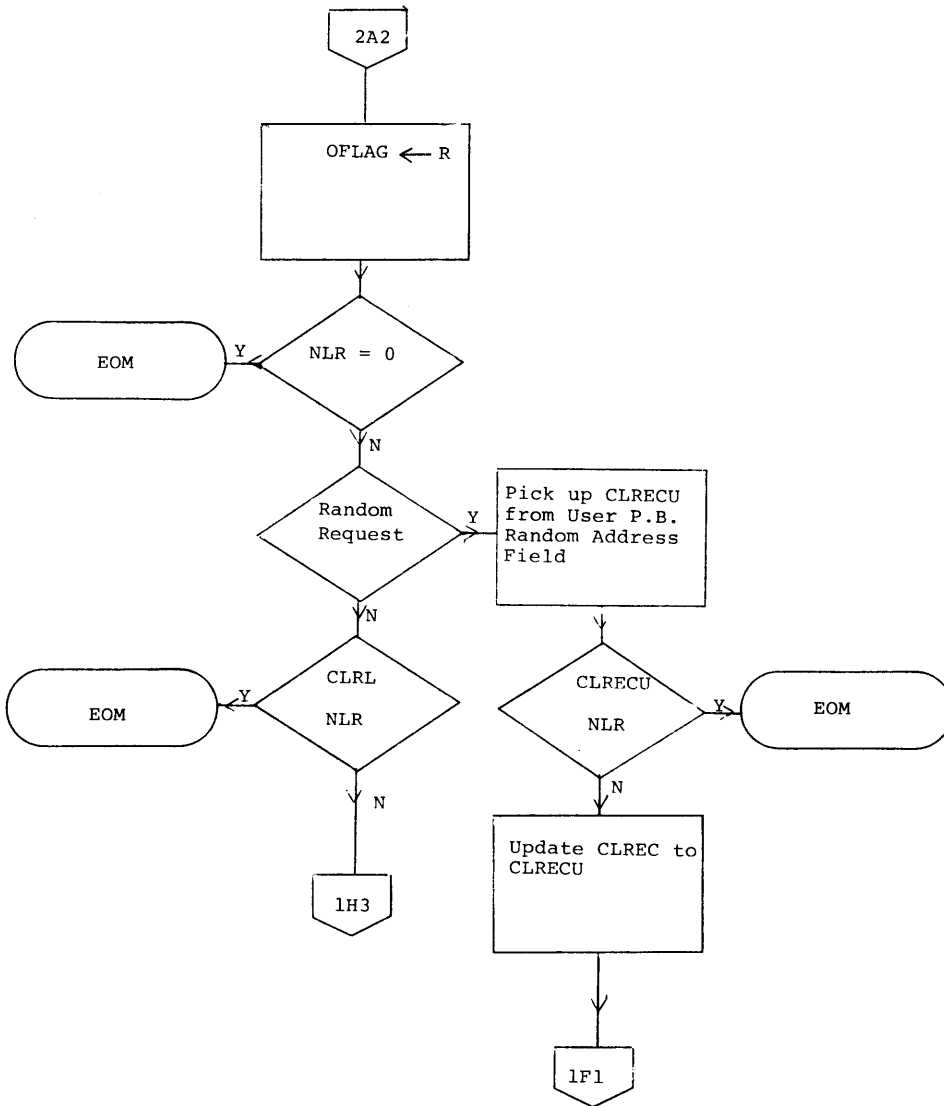 2A2
OFLAG ← R
EOM
Y
NLR = 0
N
Random
Request
Y
Pick up CLRECU
from User P.B.
Random Address
Field
N
EOM
Y
CLRL
NLR
N
1H3
CLRECU
NLR
Y
EOM
N
Update CLREC to
CLRECU
1F1